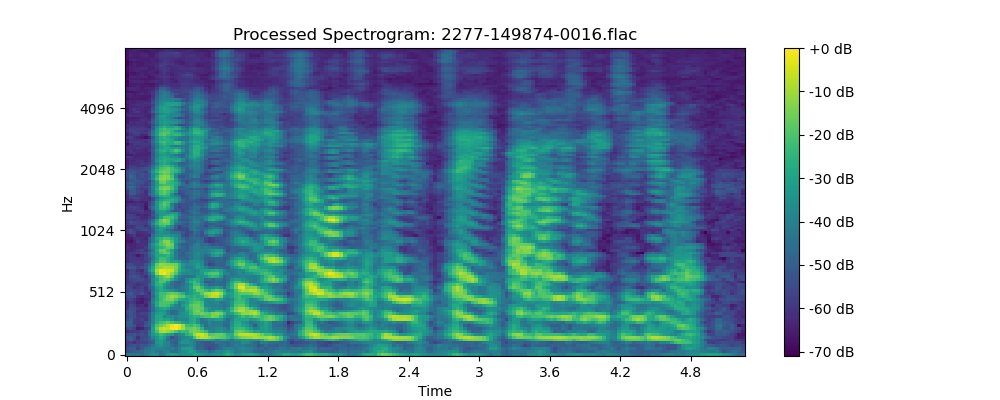 Processed Spectrogram: 2277-149874-0016.flac
Hz
4096
2048
1024
512
0
0 0.6 1.2 1.8 2.4 3 3.6 4.2 4.8
Time
+0 dB
-10 dB
-20 dB
-30 dB
-40 dB
-50 dB
-60 dB
-70 dB